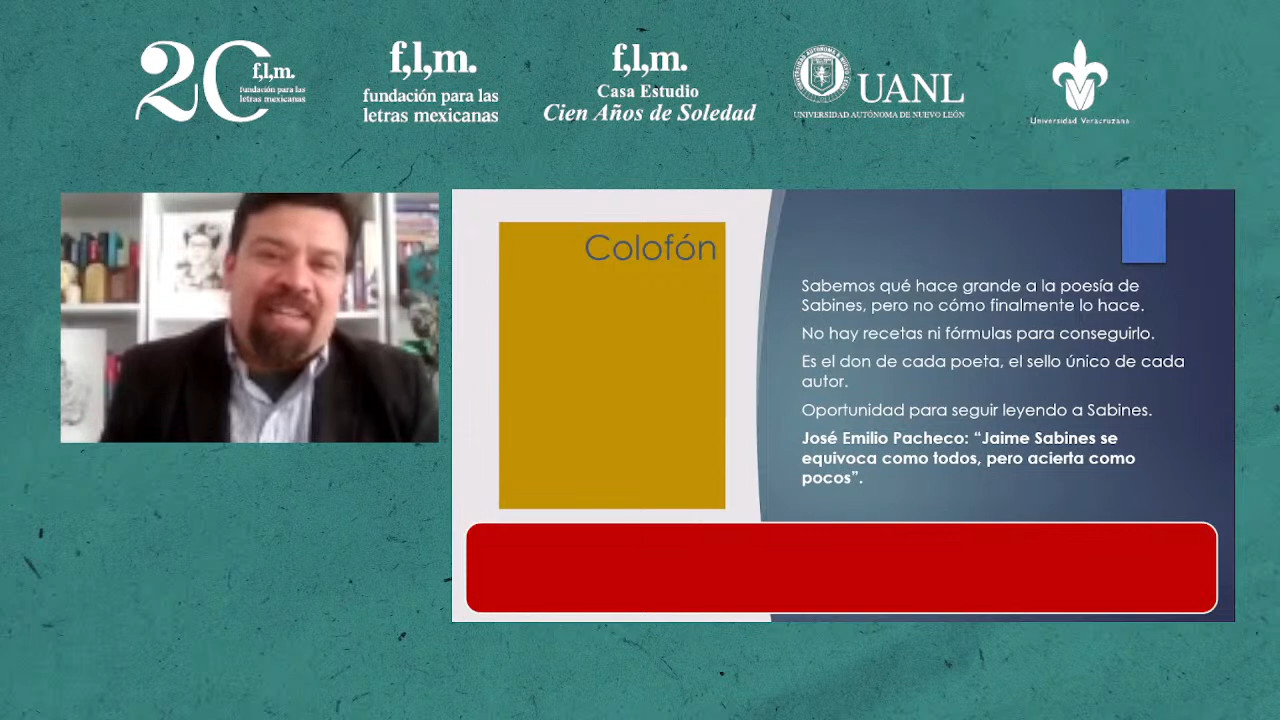 20 f,l,m.
fundación para las
letras mexicanas
f,l,m.
fundación para las
letras mexicanas
f,l,m.
Casa Estudio
Cien Años de Soledad
UANL
UNIVERSIDAD AUTÓNOMA DE NUEVO LEÓN
Universidad Veracruzana
Colofón
Sabemos qué hace grande a la poesía de
Sabines, pero no cómo finalmente lo hace.
No hay recetas ni fórmulas para conseguirlo.
Es el don de cada poeta, el sello único de cada
autor.
Oportunidad para seguir leyendo a Sabines.
José Emilio Pacheco: “Jaime Sabines se
equivoca como todos, pero acierta como
pocos”.